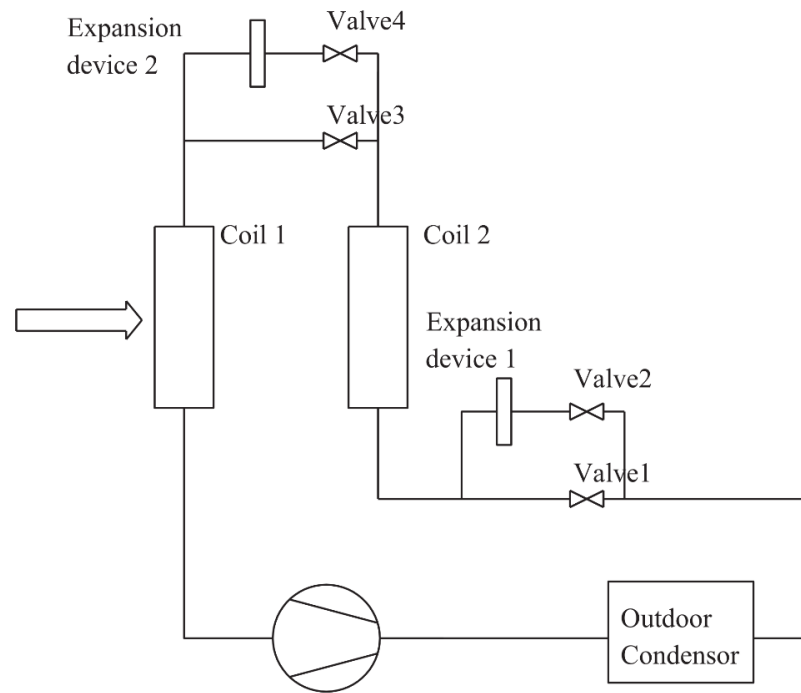 Expansion
device 2
Valve4
Valve3
Coil 1
Coil 2
Expansion
device 1
Valve2
Valve1
Outdoor
Condensor